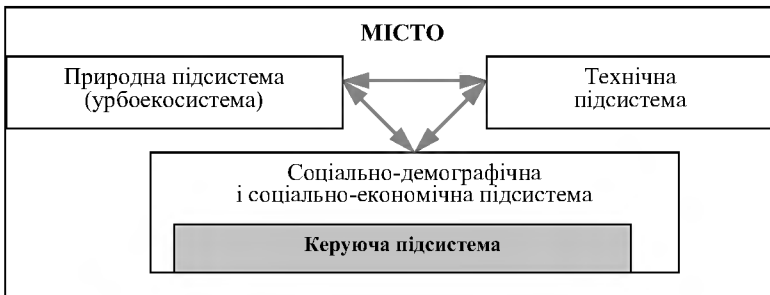 МІСТО
Природна підсистема
(урбоекосистема)
Технічна
підсистема
Соціально-демографічна
і соціально-економічна підсистема
Керуюча підсистема